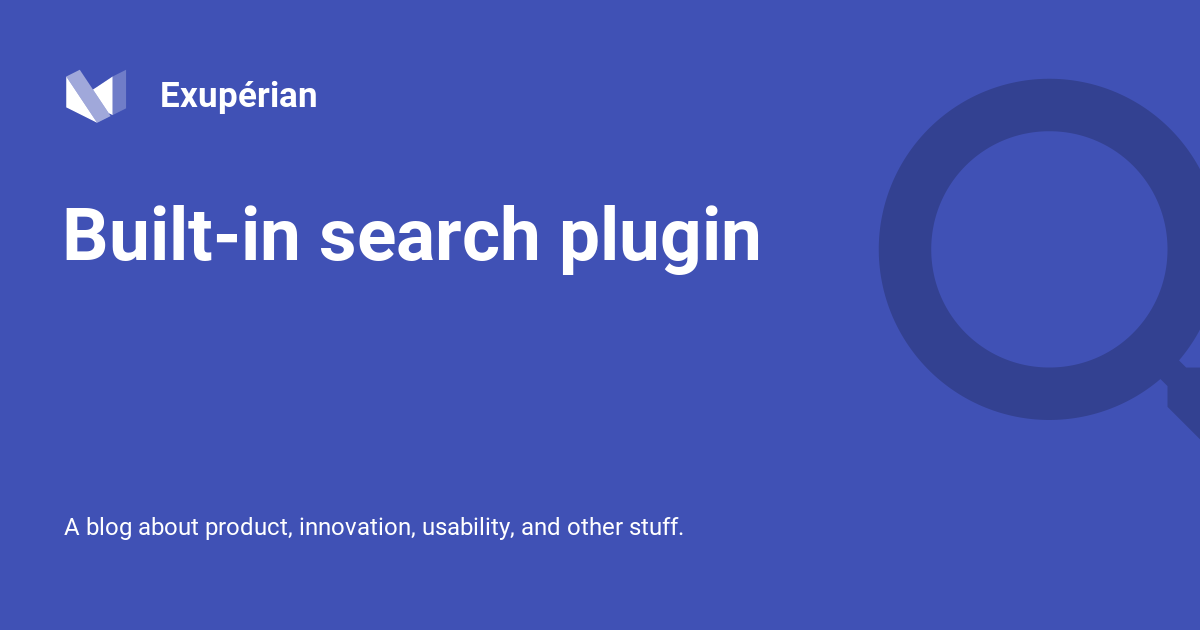 Exupérian
Built-in search plugin
A blog about product, innovation, usability, and other stuff.